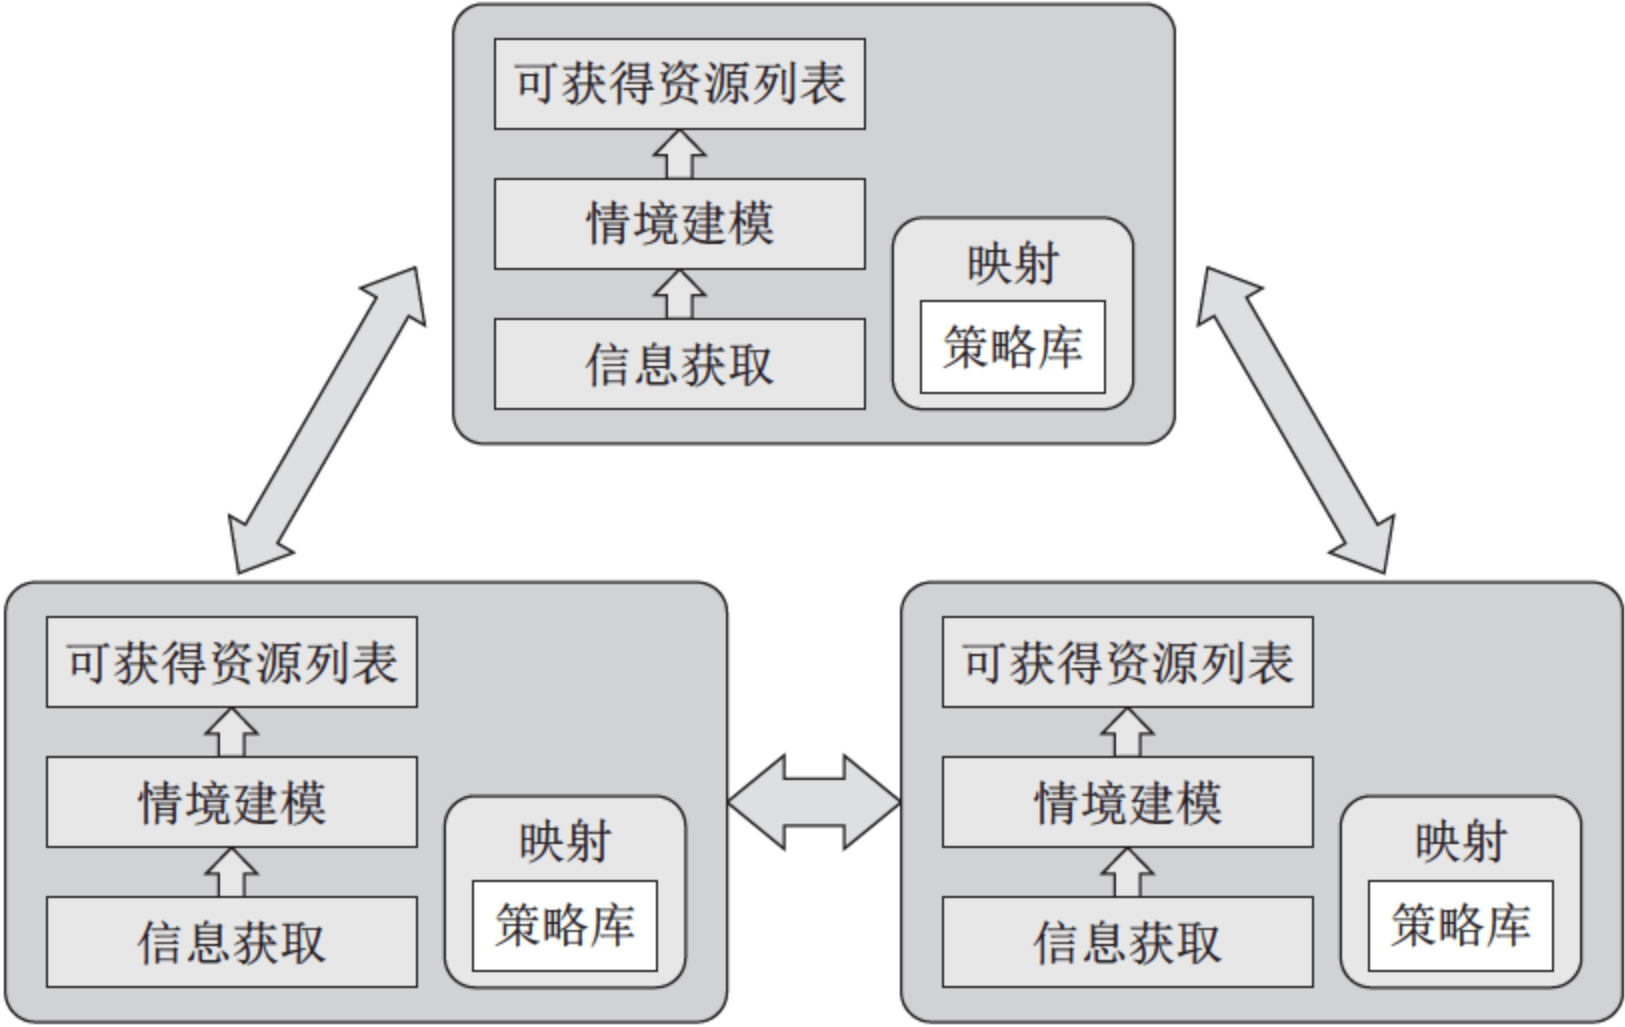 可获得资源列表
情境建模
信息获取
映射
策略库
可获得资源列表
情境建模
信息获取
映射
策略库
可获得资源列表
情境建模
信息获取
映射
策略库